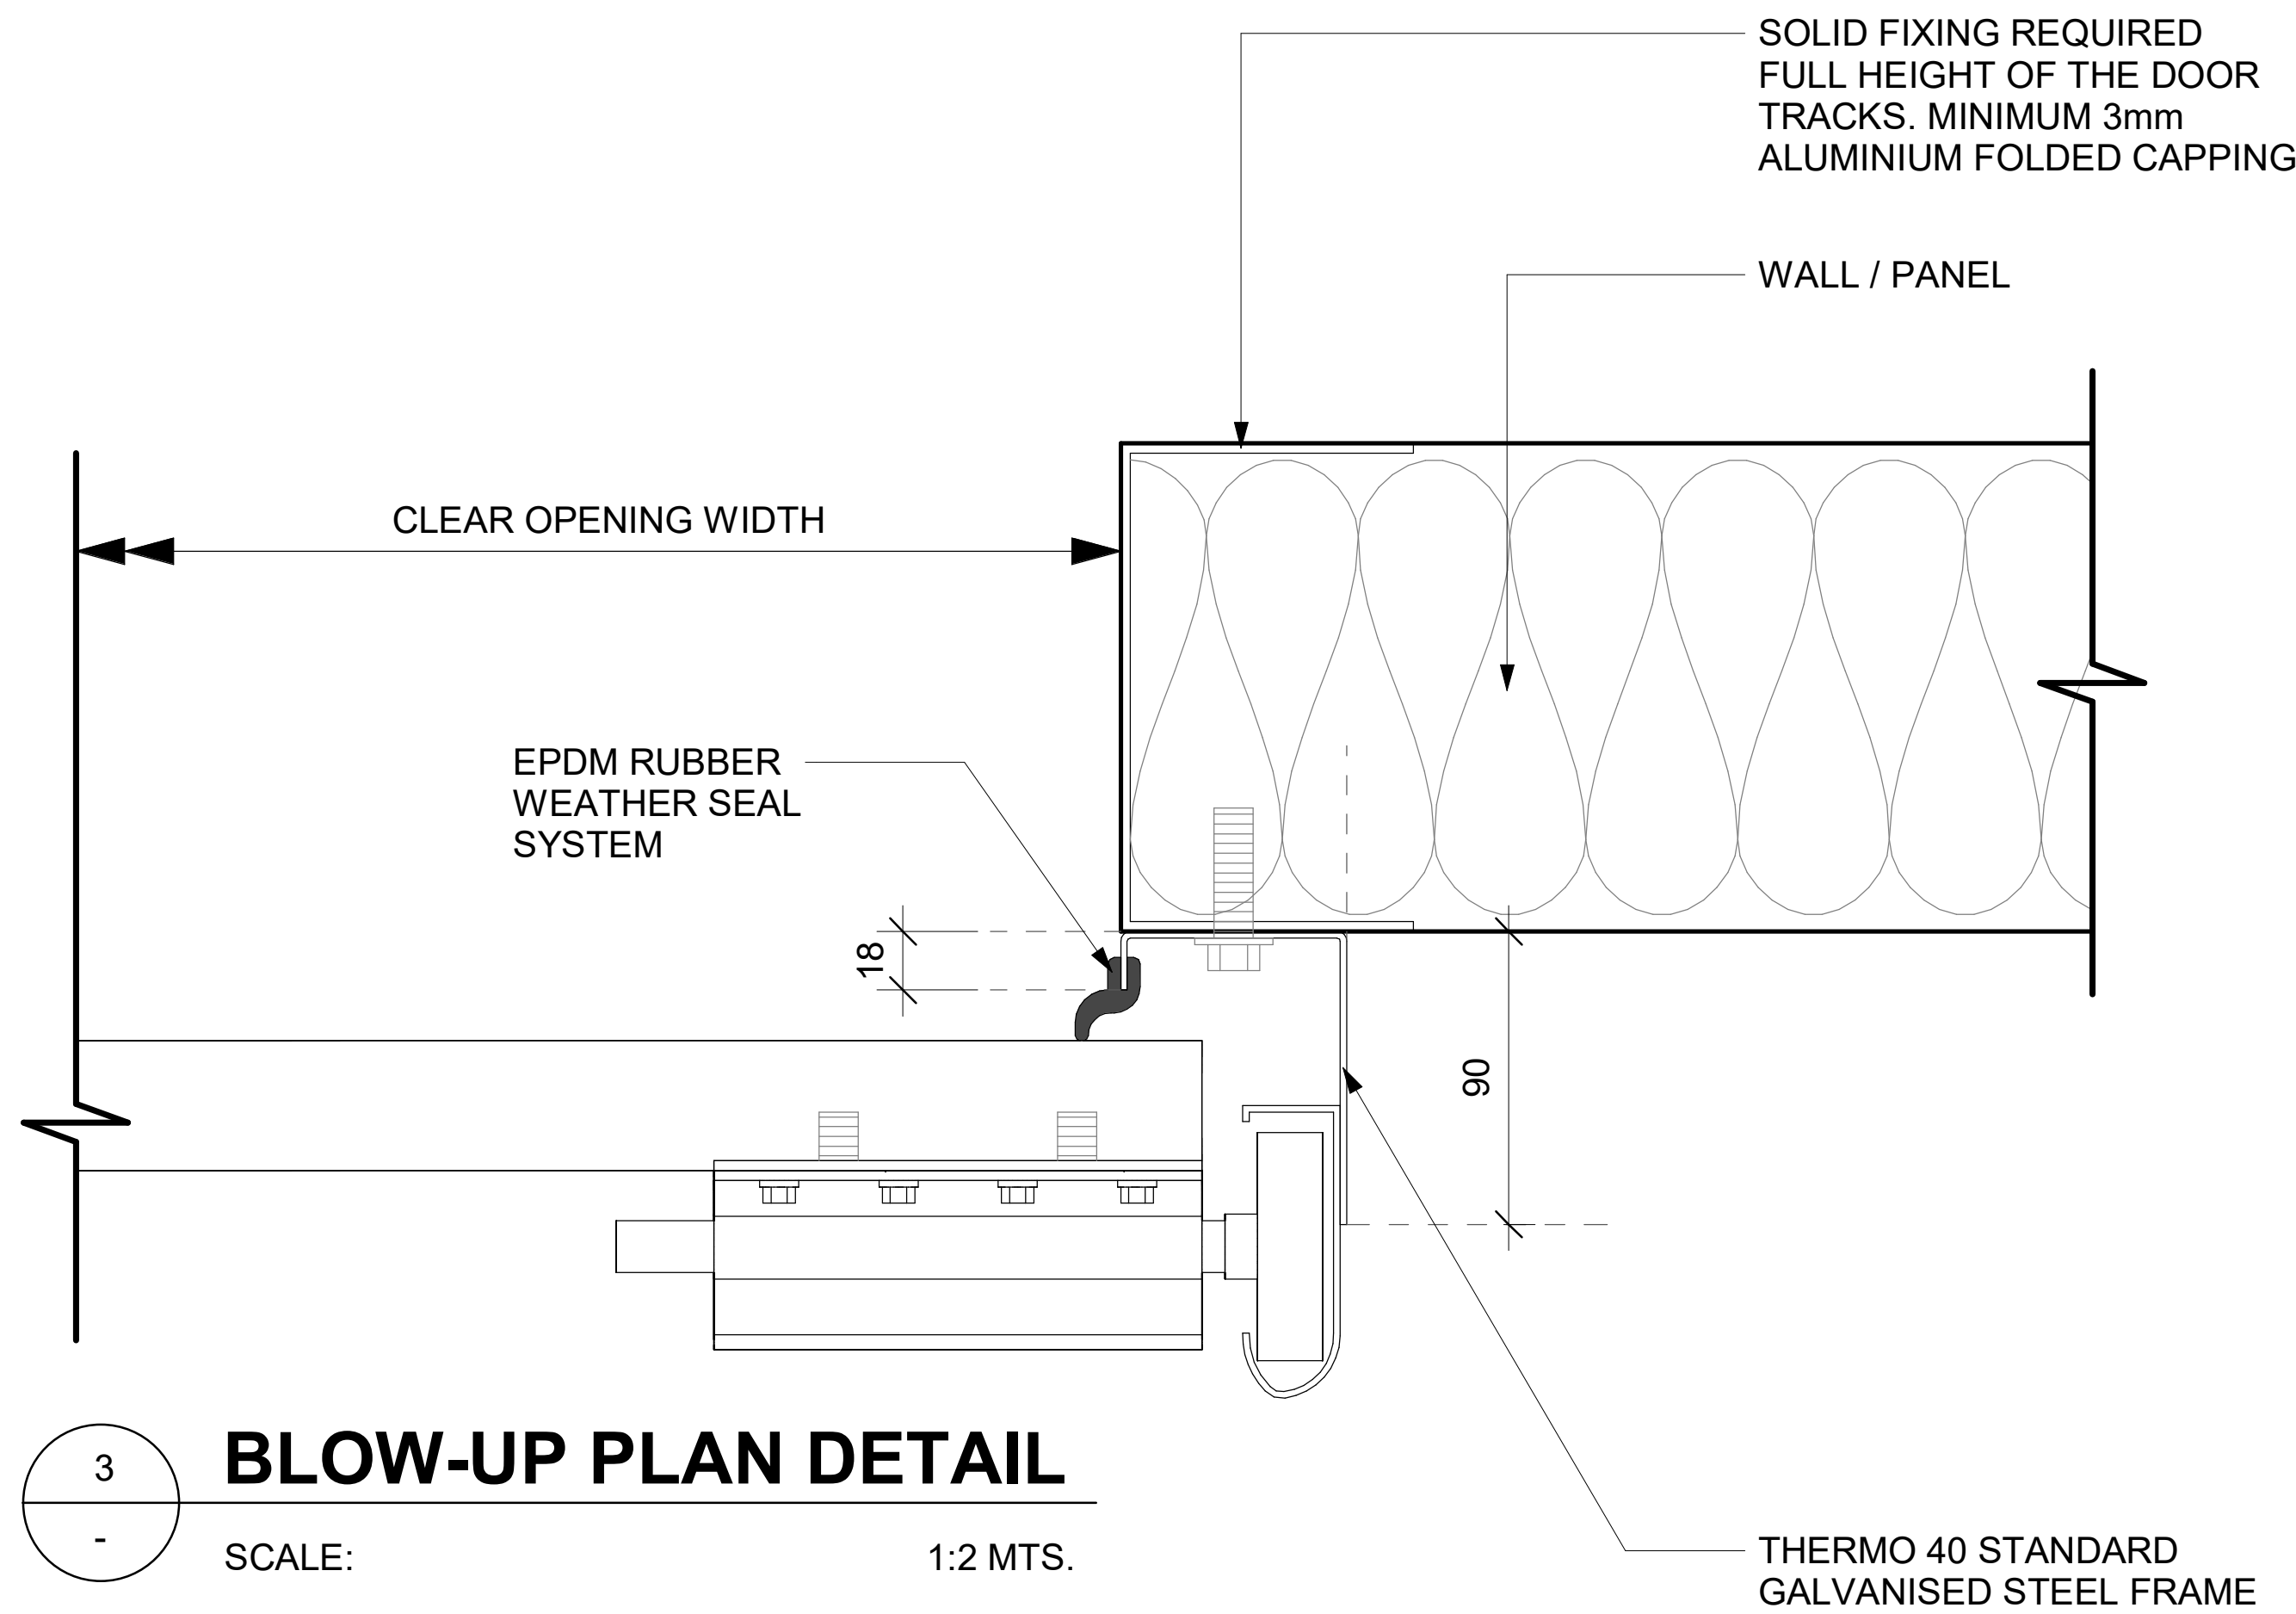 SOLID FIXING REQUIRED
FULL HEIGHT OF THE DOOR
TRACKS. MINIMUM 3mm
ALUMINIUM FOLDED CAPPING
WALL / PANEL
CLEAR OPENING WIDTH
EPDM RUBBER
WEATHER SEAL
SYSTEM
18
90
3
-
BLOW-UP PLAN DETAIL
SCALE: 1:2 MTS.
THERMO 40 STANDARD
GALVANISED STEEL FRAME